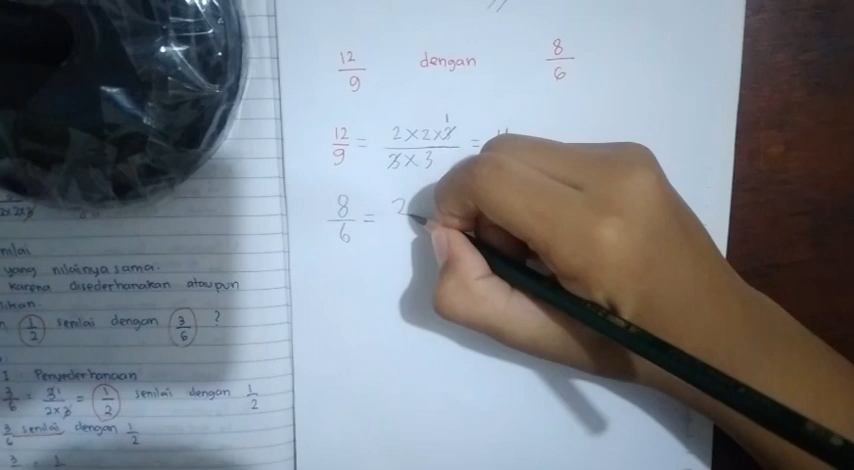 12/9 dengan 8/6
12/9 = 2×2×3/3×3 =
8/6 = 2
nilai
yang nilainya sama.
karena disederhanakan ataupun
1/2 senilai dengan 3/6 ?
I Penyederhanaan
3/6 = 3/2×3 = 1/2 senilai dengan 1/2
3/6 senilai dengan 1/2